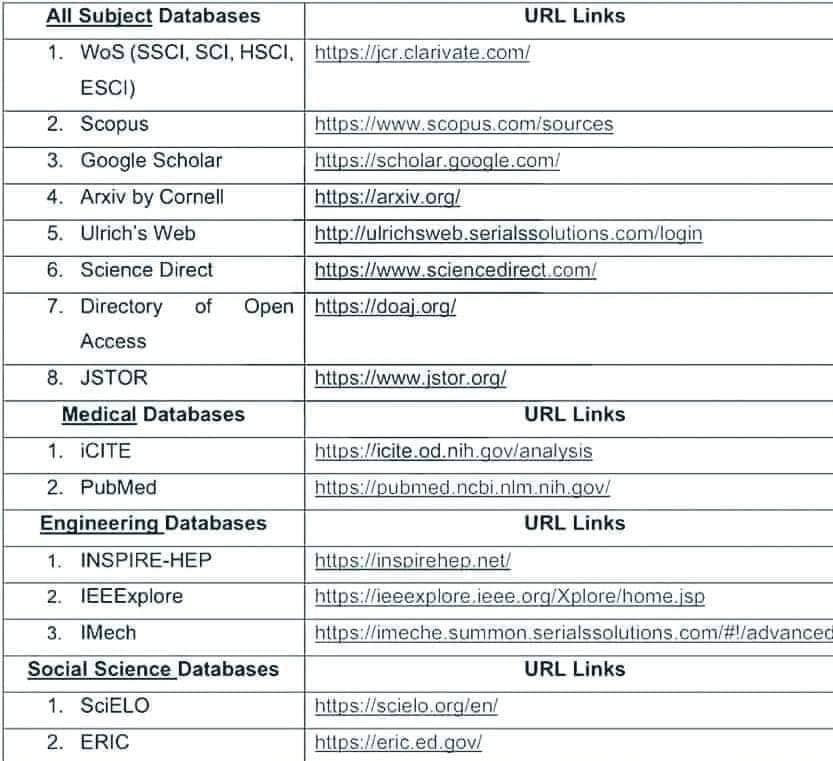 All Subject Databases URL Links
1. WoS (SSCI, SCI, HSCI, https://jcr.clarivate.com/
ESCI)
2. Scopus https://www.scopus.com/sources
3. Google Scholar https://scholar.google.com/
4. Arxiv by Cornell https://arxiv.org/
5. Ulrich's Web http://ulrichsweb.serialssolutions.com/login
6. Science Direct https://www.sciencedirect.com/
7. Directory of Open https://doaj.org/
Access
8. JSTOR https://www.jstor.org/
Medical Databases URL Links
1. iCITE https://icite.od.nih.gov/analysis
2. PubMed https://pubmed.ncbi.nlm.nih.gov/
Engineering Databases URL Links
1. INSPIRE-HEP https://inspirehep.net/
2. IEEExplore https://ieeexplore.ieee.org/Xplore/home.jsp
3. IMech https://imeche.summon.serialssolutions.com/#!/advanced
Social Science Databases URL Links
1. SciELO https://scielo.org/en/
2. ERIC https://eric.ed.gov/